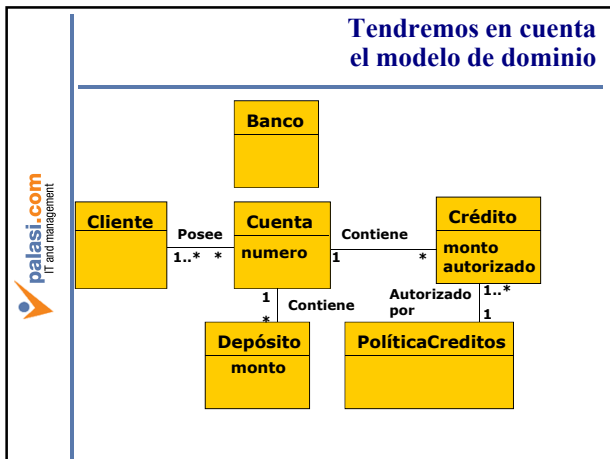 Tendremos en cuenta
el modelo de dominio
palasi.com
IT and management
Banco
Cliente
Posee
1..* *
Cuenta
numero
Contiene
1 *
Crédito
monto
autorizado
1
Contiene
*
Autorizado
por
1..*
1
Depósito
monto
PolíticaCreditos